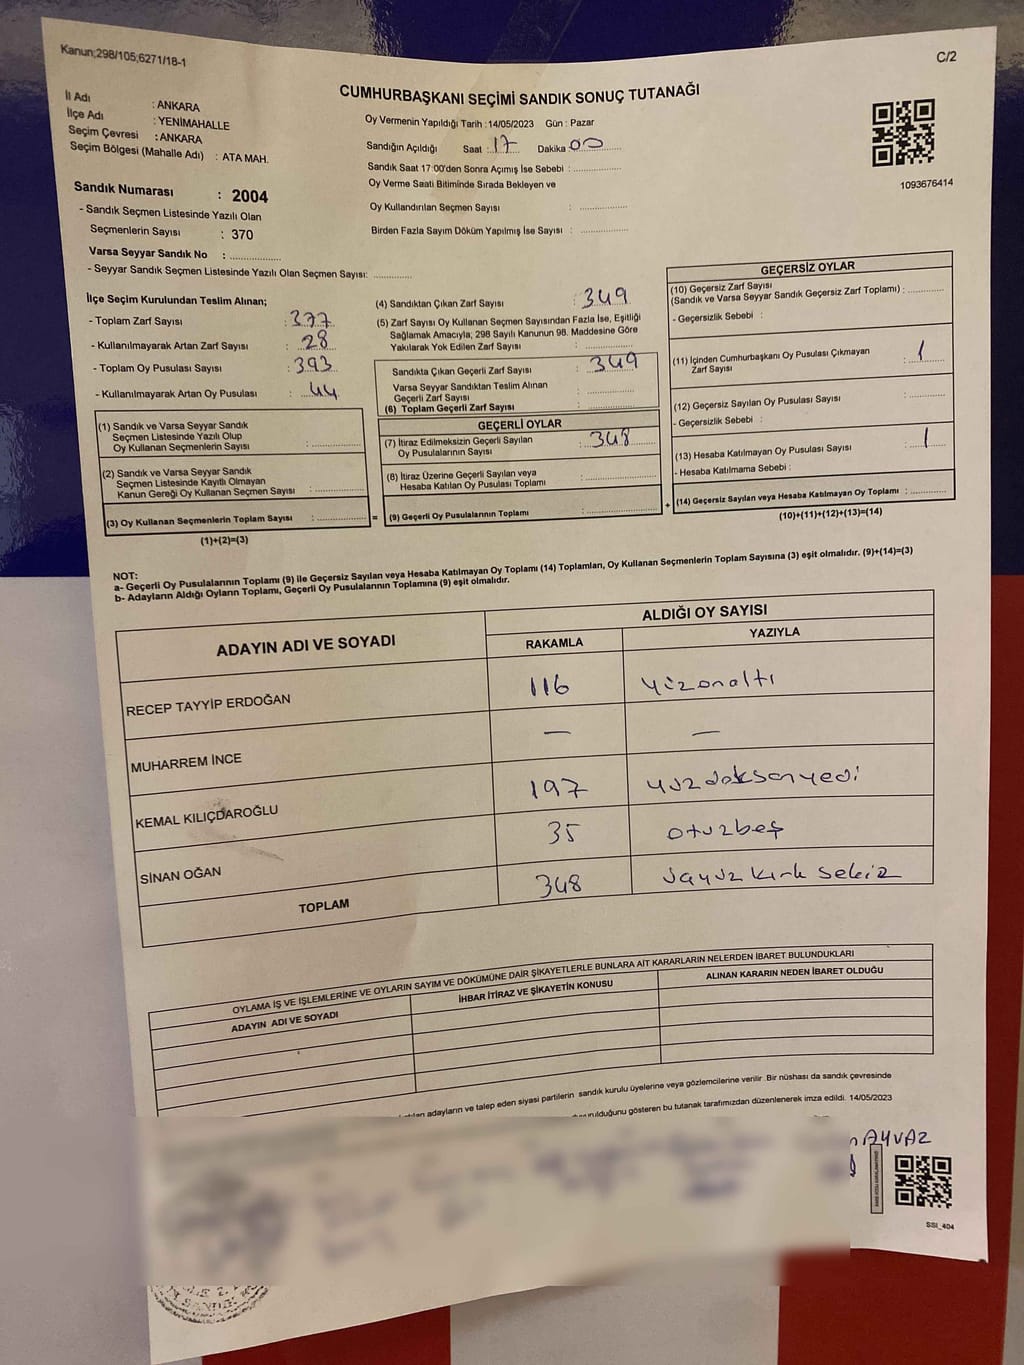 Kanun;298/105;6271/18-1
C/2
CUMHURBAŞKANI SEÇİMİ SANDIK SONUÇ TUTANAĞI
İl Adı : ANKARA
İlçe Adı : YENİMAHALLE
Seçim Çevresi : ANKARA
Seçim Bölgesi (Mahalle Adı) : ATA MAH.
Oy Vermenin Yapıldığı Tarih : 14/05/2023 Gün : Pazar
Sandığın Açıldığı Saat : 17 Dakika 00
Sandık Saat 17:00'den Sonra Açımış İse Sebebi :
Oy Verme Saati Bitiminde Sırada Bekleyen ve
Oy Kullandırılan Seçmen Sayısı :
Birden Fazla Sayım Döküm Yapılmış İse Sayısı :
1093676414
Sandık Numarası : 2004
- Sandık Seçmen Listesinde Yazılı Olan
Seçmenlerin Sayısı : 370
Varsa Seyyar Sandık No :
- Seyyar Sandık Seçmen Listesinde Yazılı Olan Seçmen Sayısı:
İlçe Seçim Kurulundan Teslim Alınan;
- Toplam Zarf Sayısı : 377
- Kullanılmayarak Artan Zarf Sayısı : 28
- Toplam Oy Pusulası Sayısı : 393
- Kullanılmayarak Artan Oy Pusulası : 44
(1) Sandık ve Varsa Seyyar Sandık
Seçmen Listesinde Yazılı Olup
Oy Kullanan Seçmenlerin Sayısı :
(2) Sandık ve Varsa Seyyar Sandık
Seçmen Listesinde Kayıtlı Olmayan
Kanun Gereği Oy Kullanan Seçmen Sayısı :
(3) Oy Kullanan Seçmenlerin Toplam Sayısı :
(1)+(2)=(3)
=
(4) Sandıktan Çıkan Zarf Sayısı : 349
(5) Zarf Sayısı Oy Kullanan Seçmen Sayısından Fazla İse, Eşitliği
Sağlamak Amacıyla; 298 Sayılı Kanunun 98. Maddesine Göre
Yakılarak Yok Edilen Zarf Sayısı :
Sandıkta Çıkan Geçerli Zarf Sayısı : 349
Varsa Seyyar Sandıktan Teslim Alınan
Geçerli Zarf Sayısı :
(6) Toplam Geçerli Zarf Sayısı :
GEÇERLİ OYLAR
(7) İtiraz Edilmeksizin Geçerli Sayılan
Oy Pusulalarının Sayısı : 348
(8) İtiraz Üzerine Geçerli Sayılan veya
Hesaba Katılan Oy Pusulası Toplamı :
(9) Geçerli Oy Pusulalarının Toplamı :
+
GEÇERSİZ OYLAR
(10) Geçersiz Zarf Sayısı
(Sandık ve Varsa Seyyar Sandık Geçersiz Zarf Toplamı) :
- Geçersizlik Sebebi :
(11) İçinden Cumhurbaşkanı Oy Pusulası Çıkmayan
Zarf Sayısı : 1
(12) Geçersiz Sayılan Oy Pusulası Sayısı :
- Geçersizlik Sebebi :
(13) Hesaba Katılmayan Oy Pusulası Sayısı : 1
- Hesaba Katılmama Sebebi :
(14) Geçersiz Sayılan veya Hesaba Katılmayan Oy Toplamı :
(10)+(11)+(12)+(13)=(14)
NOT:
a- Geçerli Oy Pusulalarının Toplamı (9) ile Geçersiz Sayılan veya Hesaba Katılmayan Oy Toplamı (14) Toplamları, Oy Kullanan Seçmenlerin Toplam Sayısına (3) eşit olmalıdır. (9)+(14)=(3)
b- Adayların Aldığı Oyların Toplamı, Geçerli Oy Pusulalarının Toplamına (9) eşit olmalıdır.
ADAYIN ADI VE SOYADI
ALDIĞI OY SAYISI
RAKAMLA YAZIYLA
RECEP TAYYİP ERDOĞAN 116 yüzonaltı
MUHARREM İNCE — —
KEMAL KILIÇDAROĞLU 197 yüzdoksanyedi
SİNAN OĞAN 35 otuzbeş
TOPLAM 348 üçyüz kırk sekiz
OYLAMA İŞ VE İŞLEMLERİNE VE OYLARIN SAYIM VE DÖKÜMÜNE DAİR ŞİKAYETLERLE BUNLARA AİT KARARLARIN NELERDEN İBARET BULUNDUKLARI
ADAYIN ADI VE SOYADI İHBAR İTİRAZ VE ŞİKAYETİN KONUSU ALINAN KARARIN NEDEN İBARET OLDUĞU
adayların ve talep eden siyasi partilerin sandık kurulu üyelerine veya gözlemcilerine verilir. Bir nüshası da sandık çevresinde
gösteren bu tutanak tarafımızdan düzenlenerek imza edildi. 14/05/2023
AYVAZ
SSI_404